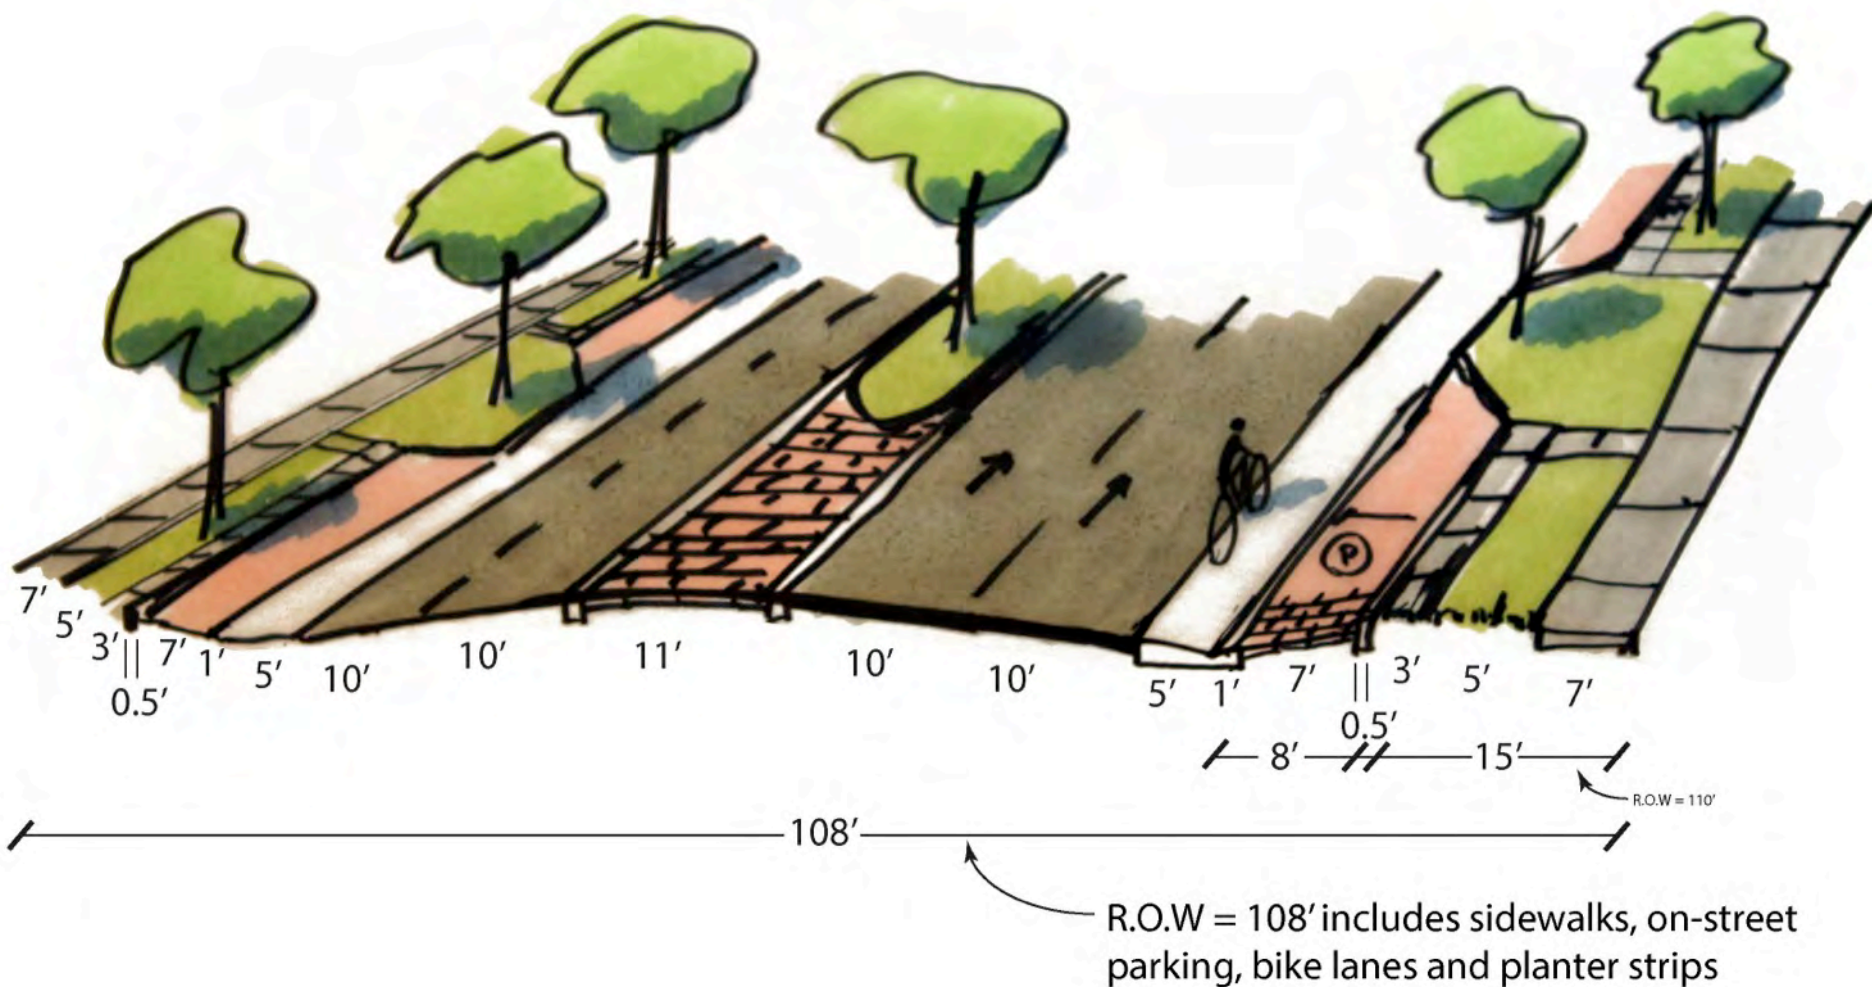 P
7' 5' 3' || 7' 1' 5' 10' 10' 11' 10' 10' 5' 1' 7' || 3' 5' 7'
0.5' 0.5'
8' 15'
R.O.W = 110'
108'
R.O.W = 108' includes sidewalks, on-street
parking, bike lanes and planter strips